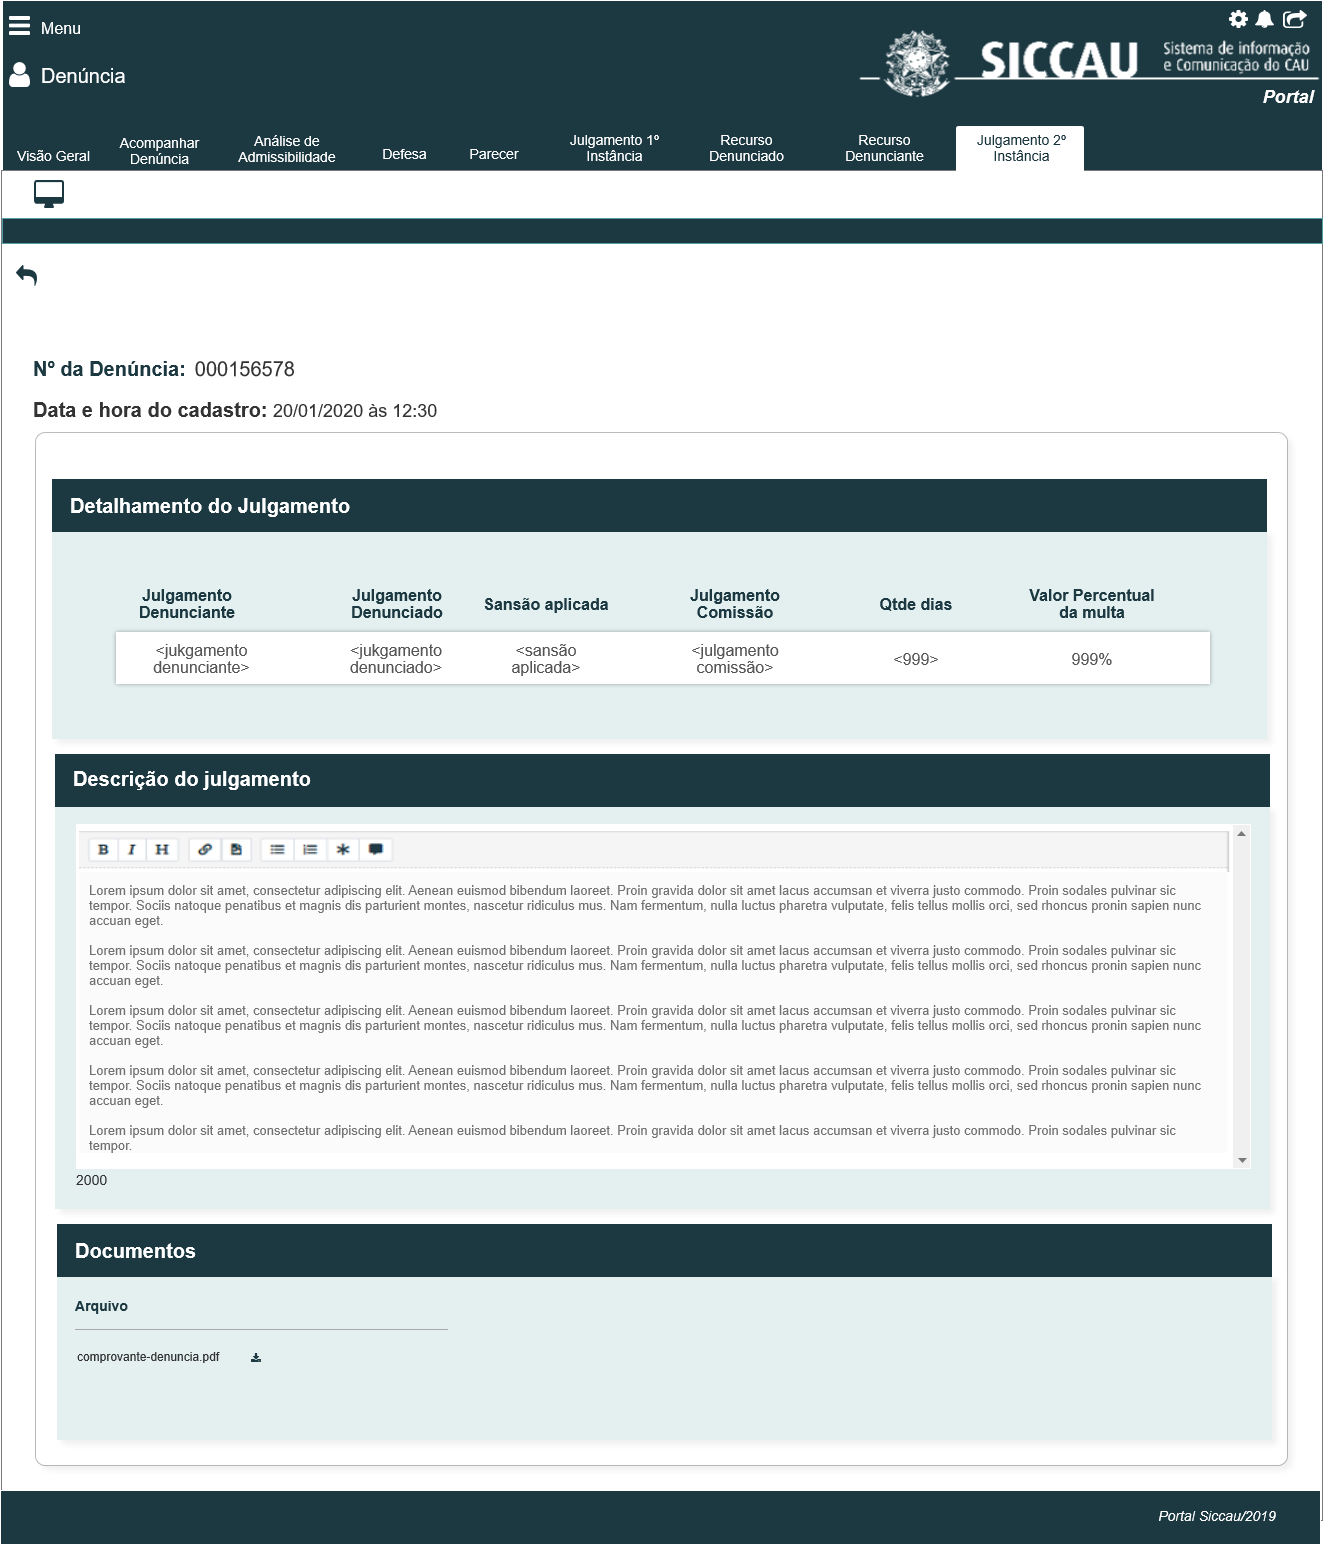 Menu
Denúncia
SICCAU
Sistema de informação
e Comunicação do CAU
Portal
Visão Geral
Acompanhar
Denúncia
Análise de
Admissibilidade
Defesa
Parecer
Julgamento 1º
Instância
Recurso
Denunciado
Recurso
Denunciante
Julgamento 2º
Instância
Nº da Denúncia: 000156578
Data e hora do cadastro: 20/01/2020 às 12:30
Detalhamento do Julgamento
Julgamento
Denunciante
Julgamento
Denunciado
Sansão aplicada
Julgamento
Comissão
Qtde dias
Valor Percentual
da multa
<jukgamento
denunciante>
<jukgamento
denunciado>
<sansão
aplicada>
<julgamento
comissão>
<999>
999%
Descrição do julgamento
B I H
Lorem ipsum dolor sit amet, consectetur adipiscing elit. Aenean euismod bibendum laoreet. Proin gravida dolor sit amet lacus accumsan et viverra justo commodo. Proin sodales pulvinar sic
tempor. Sociis natoque penatibus et magnis dis parturient montes, nascetur ridiculus mus. Nam fermentum, nulla luctus pharetra vulputate, felis tellus mollis orci, sed rhoncus pronin sapien nunc
accuan eget.
Lorem ipsum dolor sit amet, consectetur adipiscing elit. Aenean euismod bibendum laoreet. Proin gravida dolor sit amet lacus accumsan et viverra justo commodo. Proin sodales pulvinar sic
tempor. Sociis natoque penatibus et magnis dis parturient montes, nascetur ridiculus mus. Nam fermentum, nulla luctus pharetra vulputate, felis tellus mollis orci, sed rhoncus pronin sapien nunc
accuan eget.
Lorem ipsum dolor sit amet, consectetur adipiscing elit. Aenean euismod bibendum laoreet. Proin gravida dolor sit amet lacus accumsan et viverra justo commodo. Proin sodales pulvinar sic
tempor. Sociis natoque penatibus et magnis dis parturient montes, nascetur ridiculus mus. Nam fermentum, nulla luctus pharetra vulputate, felis tellus mollis orci, sed rhoncus pronin sapien nunc
accuan eget.
Lorem ipsum dolor sit amet, consectetur adipiscing elit. Aenean euismod bibendum laoreet. Proin gravida dolor sit amet lacus accumsan et viverra justo commodo. Proin sodales pulvinar sic
tempor. Sociis natoque penatibus et magnis dis parturient montes, nascetur ridiculus mus. Nam fermentum, nulla luctus pharetra vulputate, felis tellus mollis orci, sed rhoncus pronin sapien nunc
accuan eget.
Lorem ipsum dolor sit amet, consectetur adipiscing elit. Aenean euismod bibendum laoreet. Proin gravida dolor sit amet lacus accumsan et viverra justo commodo. Proin sodales pulvinar sic
tempor.
2000
Documentos
Arquivo
comprovante-denuncia.pdf
Portal Siccau/2019